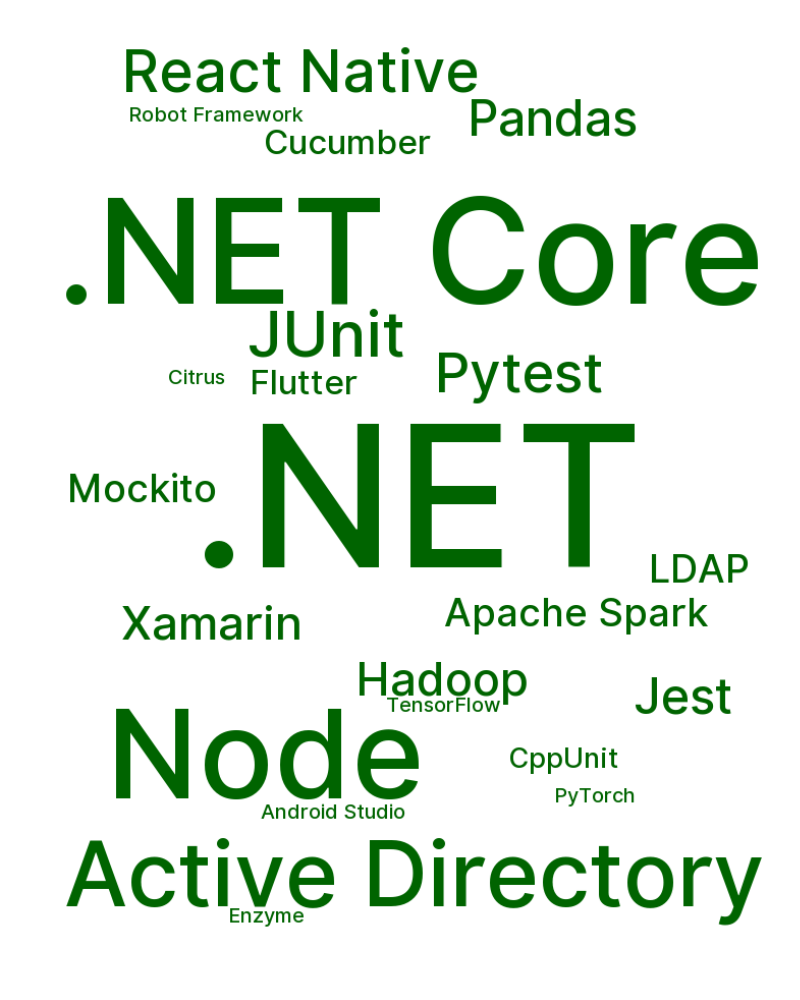 React Native
Robot Framework
Pandas
Cucumber
.NET Core
JUnit
Citrus
Flutter
Pytest
.NET
Mockito
LDAP
Xamarin
Apache Spark
Hadoop
TensorFlow
Jest
Node
CppUnit
PyTorch
Android Studio
Active Directory
Enzyme